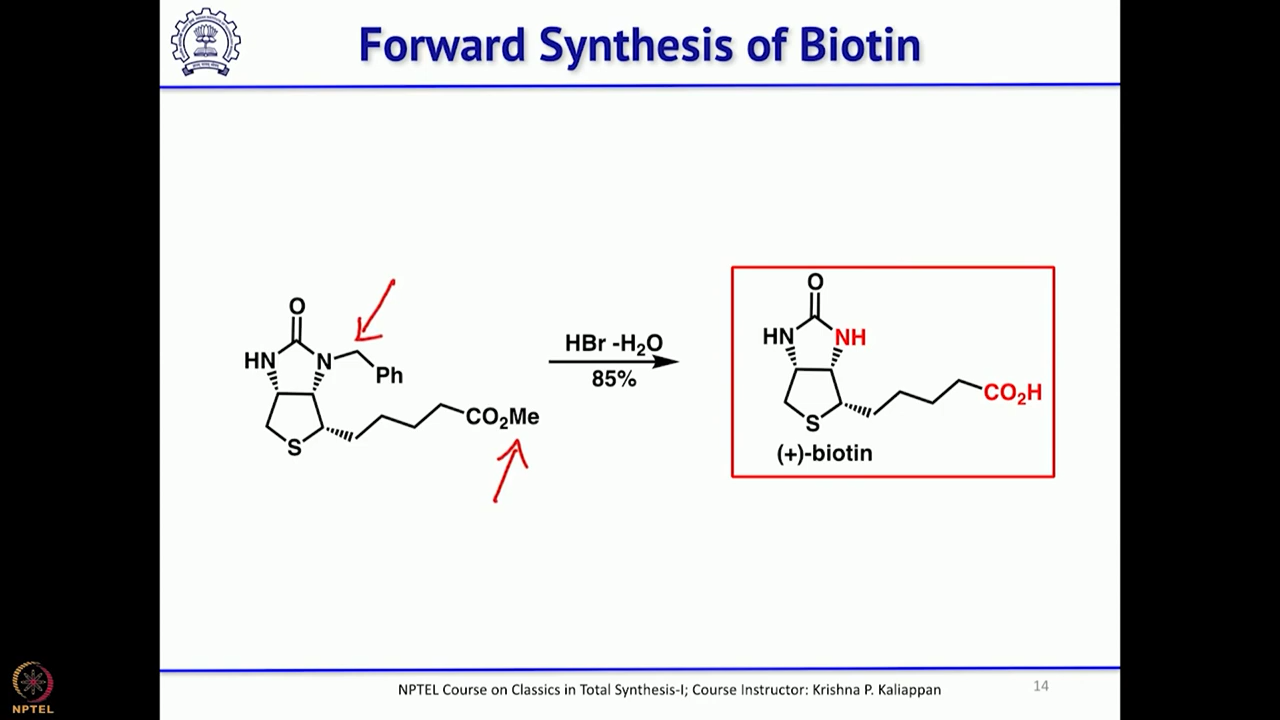 Forward Synthesis of Biotin
O
HN
N
Ph
CO₂Me
S
HBr -H₂O
85%
O
HN
NH
CO₂H
S
(+)-biotin
NPTEL Course on Classics in Total Synthesis-I; Course Instructor: Krishna P. Kaliappan
14
NPTEL